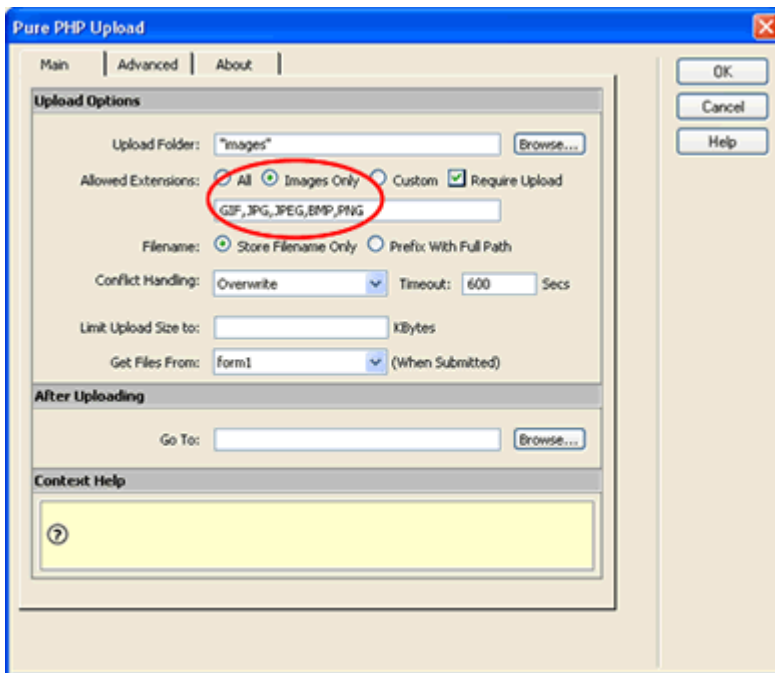 Pure PHP Upload
Main Advanced About
OK
Cancel
Help
Upload Options
Upload Folder: "images" Browse...
Allowed Extensions: All Images Only Custom Require Upload
GIF,JPG,JPEG,BMP,PNG
Filename: Store Filename Only Prefix With Full Path
Conflict Handling: Overwrite Timeout: 600 Secs
Limit Upload Size to: KBytes
Get Files From: form1 (When Submitted)
After Uploading
Go To: Browse...
Context Help
?